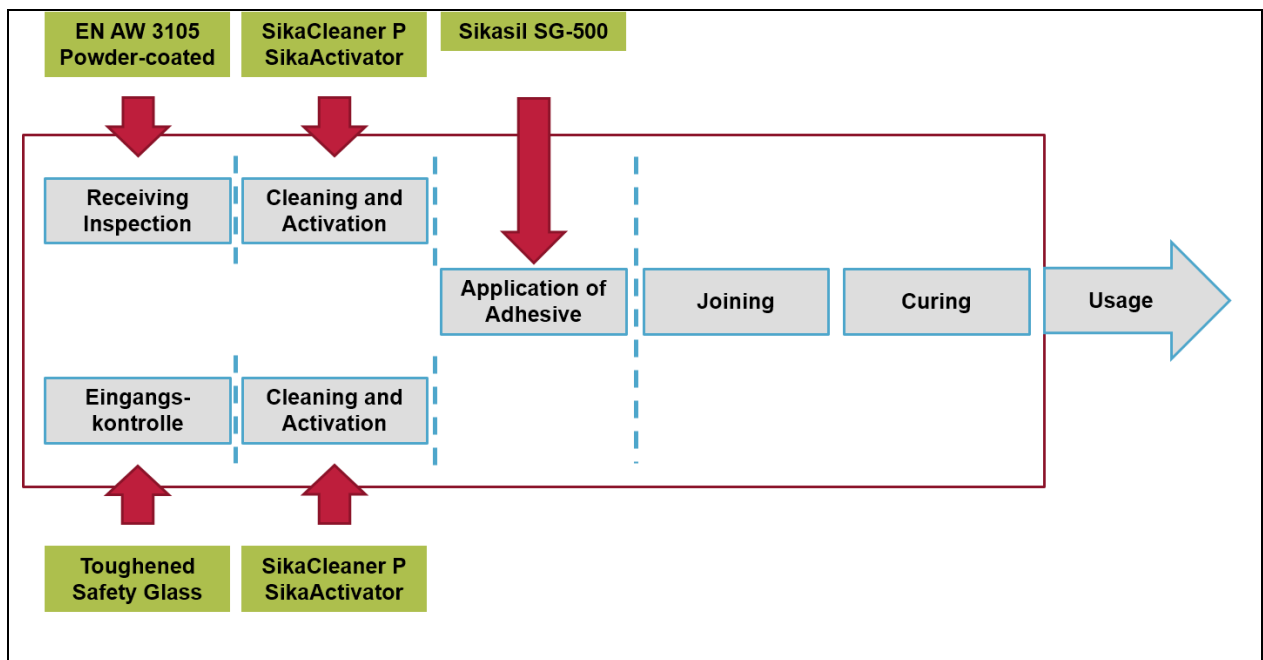 EN AW 3105
Powder-coated
SikaCleaner P
SikaActivator
Sikasil SG-500
Receiving
Inspection
Cleaning and
Activation
Application of
Adhesive
Joining
Curing
Usage
Eingangs-
kontrolle
Cleaning and
Activation
Toughened
Safety Glass
SikaCleaner P
SikaActivator